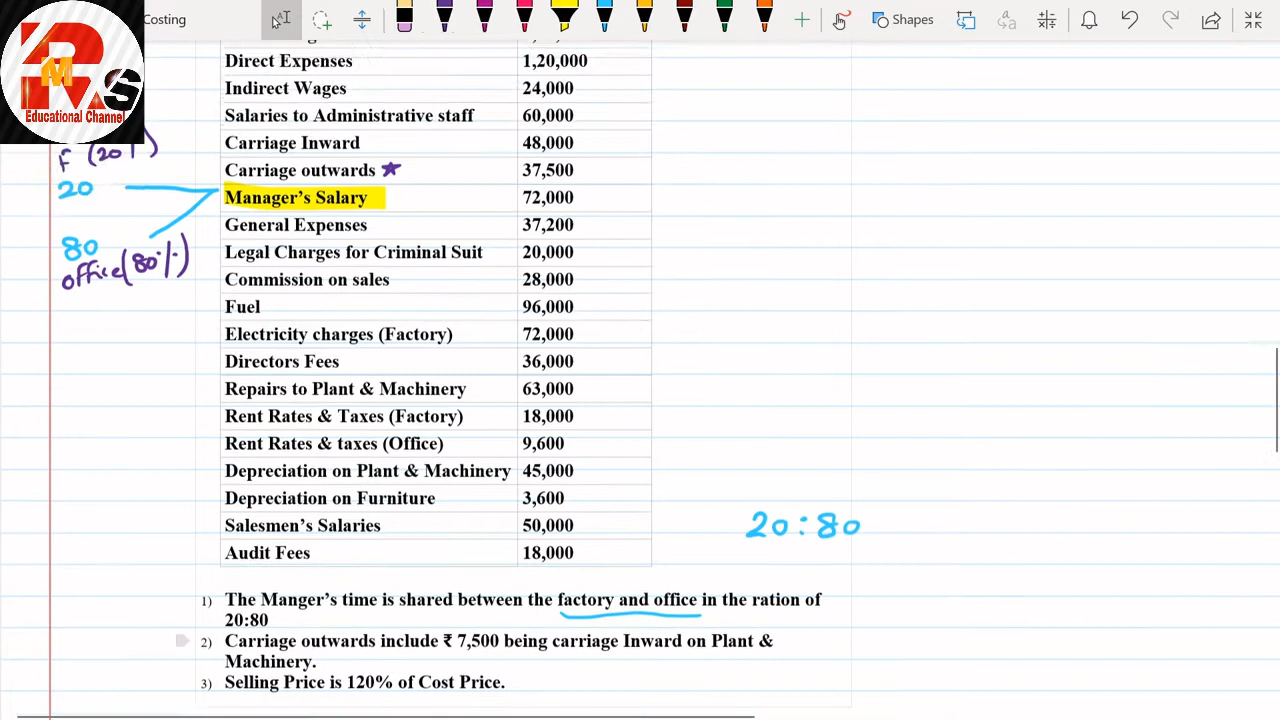 Costing
Shapes
R
M
S
Educational Channel
Direct Expenses 1,20,000
Indirect Wages 24,000
Salaries to Administrative staff 60,000
Carriage Inward 48,000
F (20%)
Carriage outwards 37,500
20
Manager's Salary 72,000
General Expenses 37,200
80
office(80%)
Legal Charges for Criminal Suit 20,000
Commission on sales 28,000
Fuel 96,000
Electricity charges (Factory) 72,000
Directors Fees 36,000
Repairs to Plant & Machinery 63,000
Rent Rates & Taxes (Factory) 18,000
Rent Rates & taxes (Office) 9,600
Depreciation on Plant & Machinery 45,000
Depreciation on Furniture 3,600
Salesmen's Salaries 50,000
20:80
Audit Fees 18,000
1) The Manger's time is shared between the factory and office in the ration of
20:80
2) Carriage outwards include ₹ 7,500 being carriage Inward on Plant &
Machinery.
3) Selling Price is 120% of Cost Price.